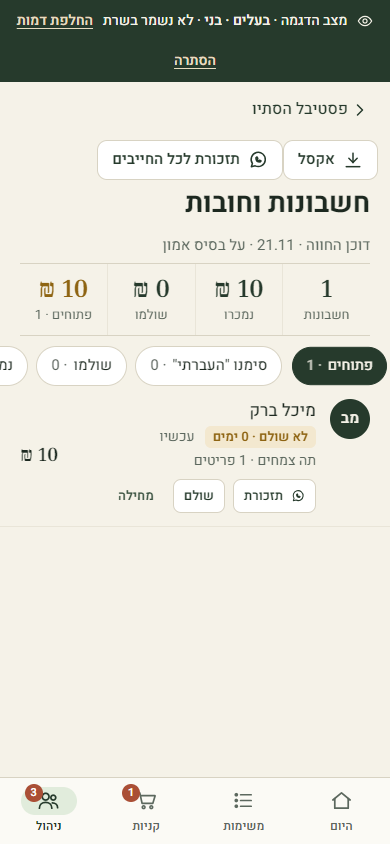 מצב הדגמה · בעלים · בני · לא נשמר בשרת החלפת דמות
הסתרה
פסטיבל הסתיו
אקסל
תזכורת לכל החייבים
חשבונות וחובות
דוכן החווה · 21.11 · על בסיס אמון
1
חשבונות
10 ₪
נמכרו
0 ₪
שולמו
10 ₪
פתוחים · 1
פתוחים · 1
סימנו "העברתי" · 0
שולמו · 0
נמ
מב
מיכל ברק
לא שולם · 0 ימים עכשיו
תה צמחים · 1 פריטים
10 ₪
תזכורת
שולם
מחילה
היום
משימות
1
קניות
3
ניהול